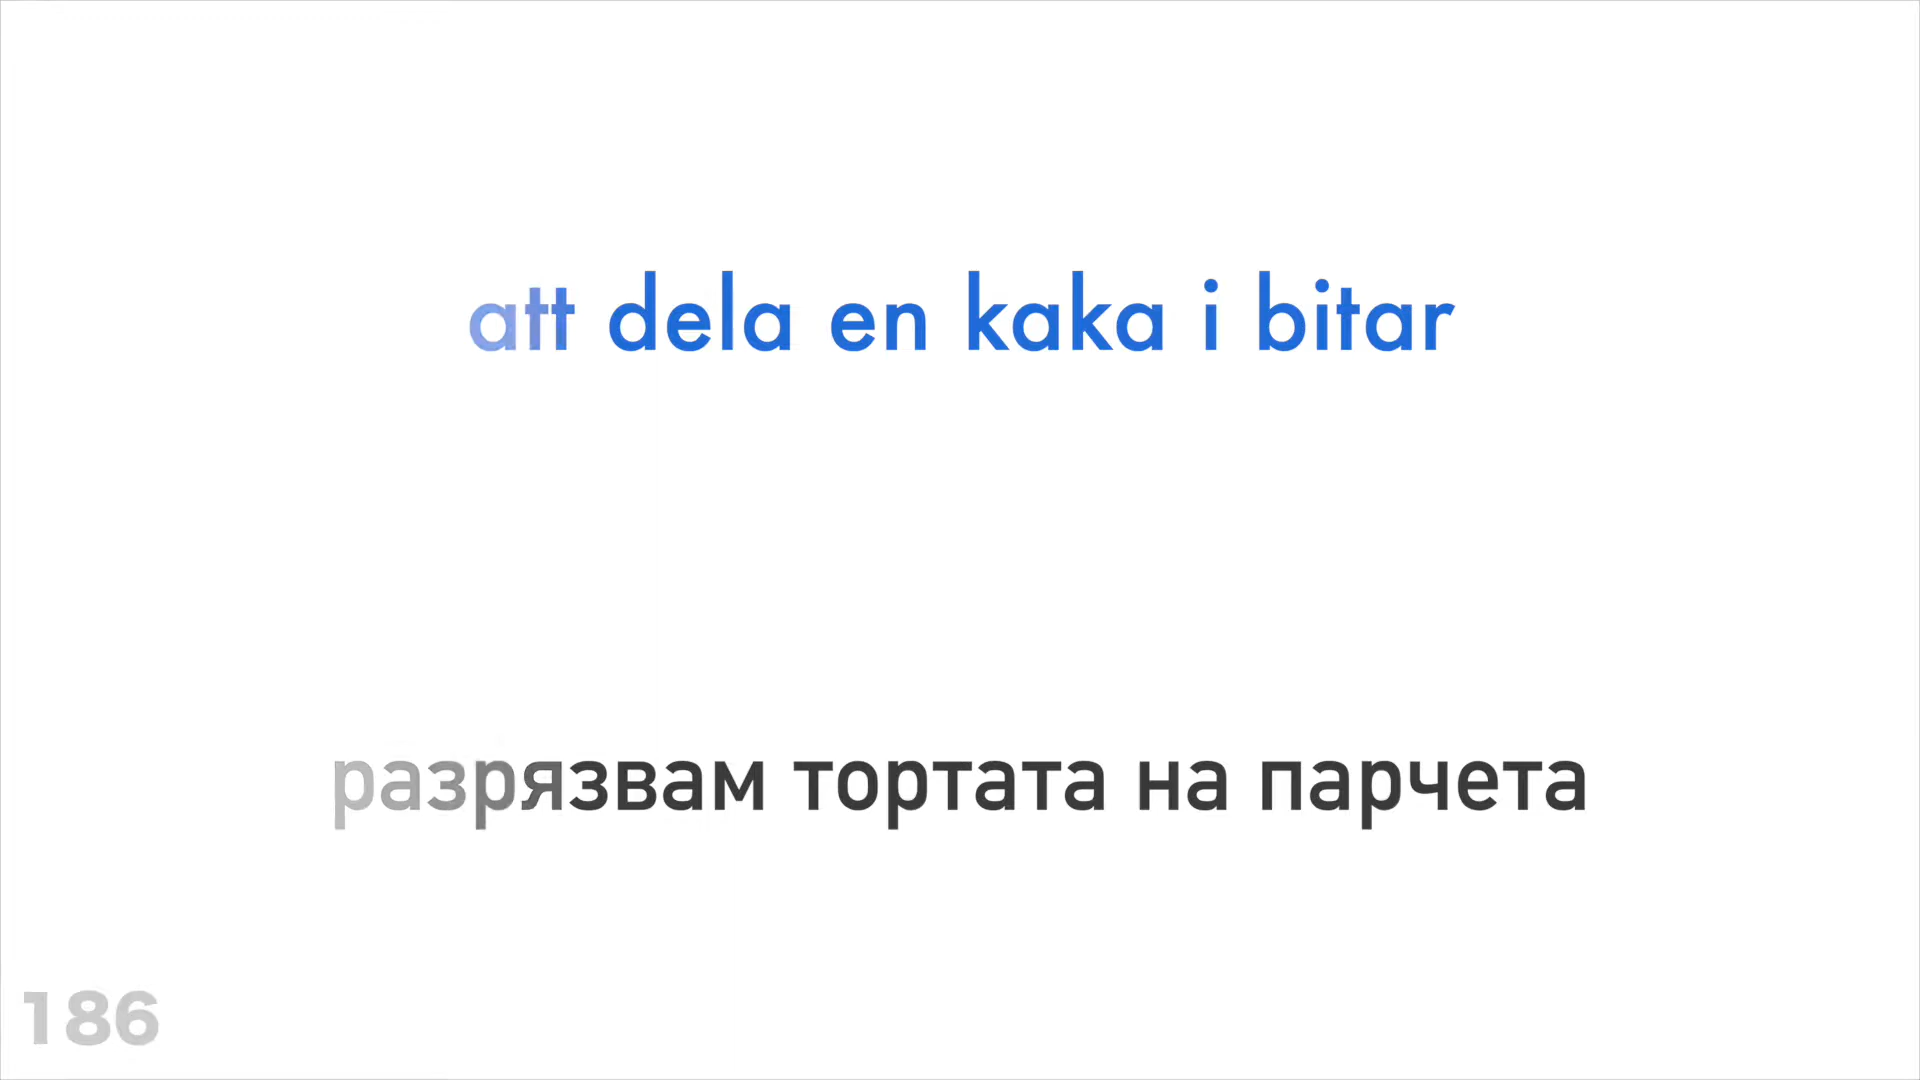 att dela en kaka i bitar
разрязвам тортата на парчета
186